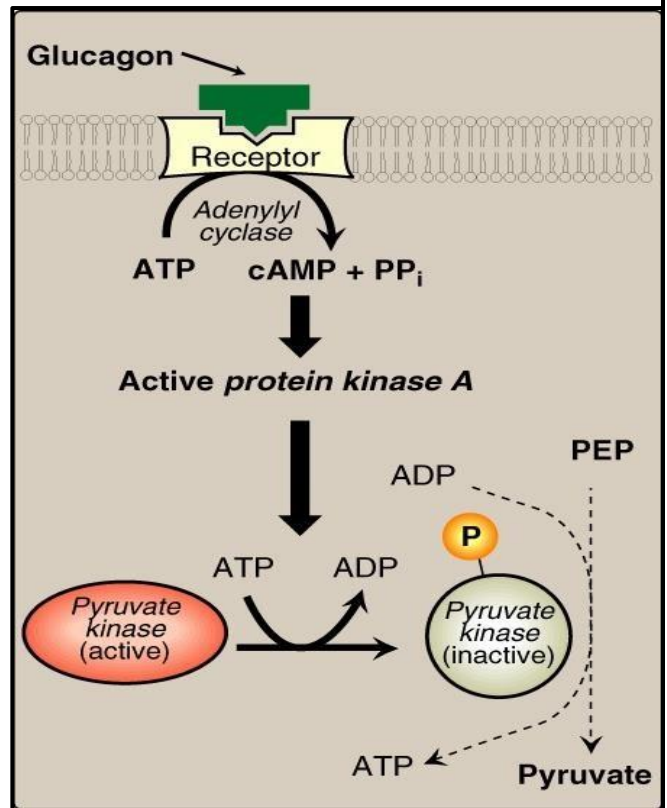 Glucagon
Receptor
Adenylyl
cyclase
ATP cAMP + PPi
Active protein kinase A
PEP
ADP
P
ATP ADP
Pyruvate
kinase
(active)
Pyruvate
kinase
(inactive)
ATP
Pyruvate